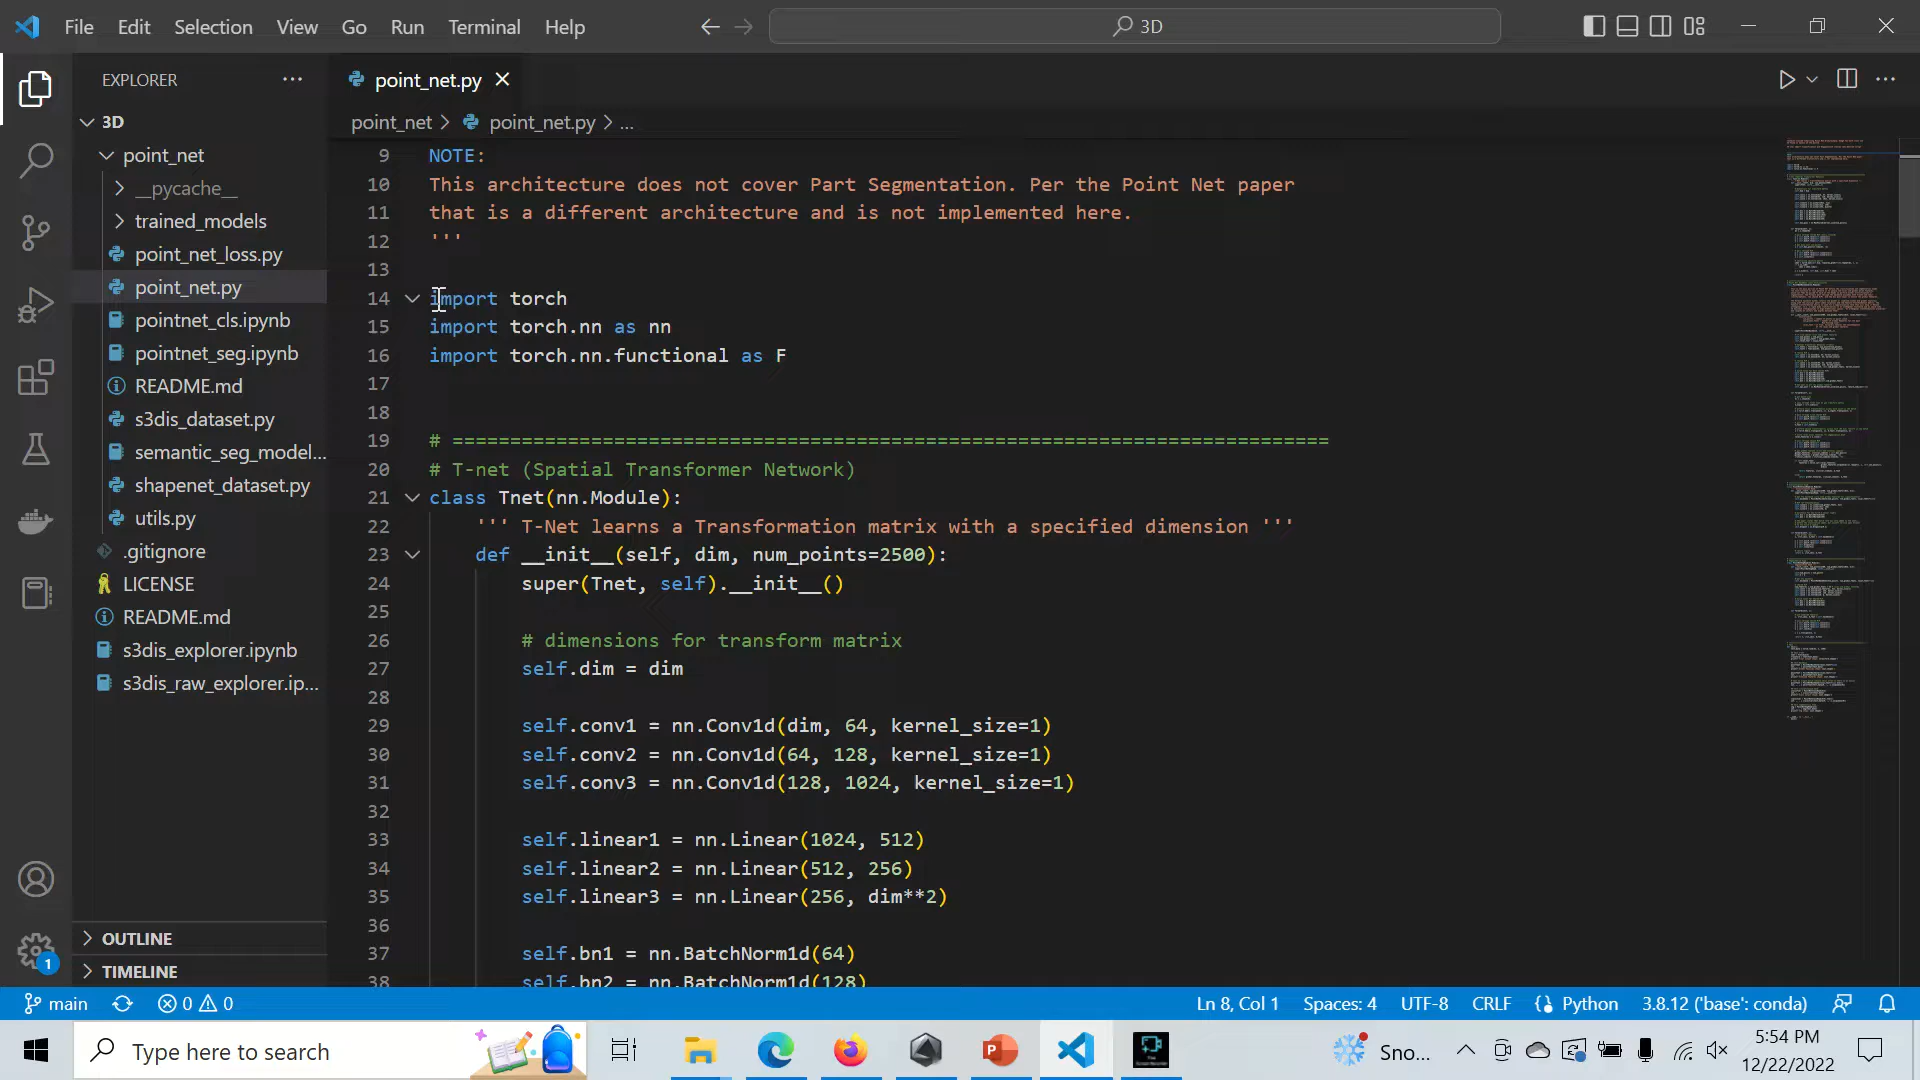 File Edit Selection View Go Run Terminal Help
3D
EXPLORER
point_net.py
3D
point_net > point_net.py > ...
point_net
__pycache__
trained_models
point_net_loss.py
point_net.py
pointnet_cls.ipynb
pointnet_seg.ipynb
README.md
s3dis_dataset.py
semantic_seg_model...
shapenet_dataset.py
utils.py
.gitignore
LICENSE
README.md
s3dis_explorer.ipynb
s3dis_raw_explorer.ip...
OUTLINE
TIMELINE
9 NOTE:
10 This architecture does not cover Part Segmentation. Per the Point Net paper
11 that is a different architecture and is not implemented here.
12 '''
13
14 import torch
15 import torch.nn as nn
16 import torch.nn.functional as F
17
18
19 # ============================================================================
20 # T-net (Spatial Transformer Network)
21 class Tnet(nn.Module):
22 ''' T-Net learns a Transformation matrix with a specified dimension '''
23 def __init__(self, dim, num_points=2500):
24 super(Tnet, self).__init__()
25
26 # dimensions for transform matrix
27 self.dim = dim
28
29 self.conv1 = nn.Conv1d(dim, 64, kernel_size=1)
30 self.conv2 = nn.Conv1d(64, 128, kernel_size=1)
31 self.conv3 = nn.Conv1d(128, 1024, kernel_size=1)
32
33 self.linear1 = nn.Linear(1024, 512)
34 self.linear2 = nn.Linear(512, 256)
35 self.linear3 = nn.Linear(256, dim**2)
36
37 self.bn1 = nn.BatchNorm1d(64)
38 self.bn2 = nn.BatchNorm1d(128)
1
main 0 0 Ln 8, Col 1 Spaces: 4 UTF-8 CRLF Python 3.8.12 ('base': conda)
Type here to search
Sno...
5:54 PM
12/22/2022